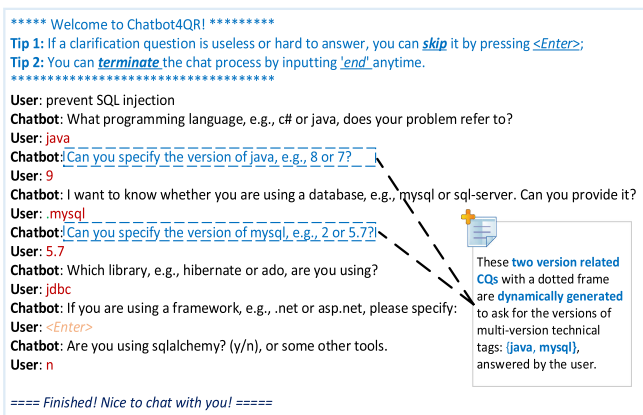 ***** Welcome to Chatbot4QR! *********
Tip 1: If a clarification question is useless or hard to answer, you can skip it by pressing <Enter>;
Tip 2: You can terminate the chat process by inputting 'end' anytime.
************************************
User: prevent SQL injection
Chatbot: What programming language, e.g., c# or java, does your problem refer to?
User: java
Chatbot: Can you specify the version of java, e.g., 8 or 7?
User: 9
Chatbot: I want to know whether you are using a database, e.g., mysql or sql-server. Can you provide it?
User: .mysql
Chatbot: Can you specify the version of mysql, e.g., 2 or 5.7?
User: 5.7
Chatbot: Which library, e.g., hibernate or ado, are you using?
User: jdbc
Chatbot: If you are using a framework, e.g., .net or asp.net, please specify:
User: <Enter>
Chatbot: Are you using sqlalchemy? (y/n), or some other tools.
User: n
==== Finished! Nice to chat with you! =====
These two version related
CQs with a dotted frame
are dynamically generated
to ask for the versions of
multi-version technical
tags: {java, mysql},
answered by the user.